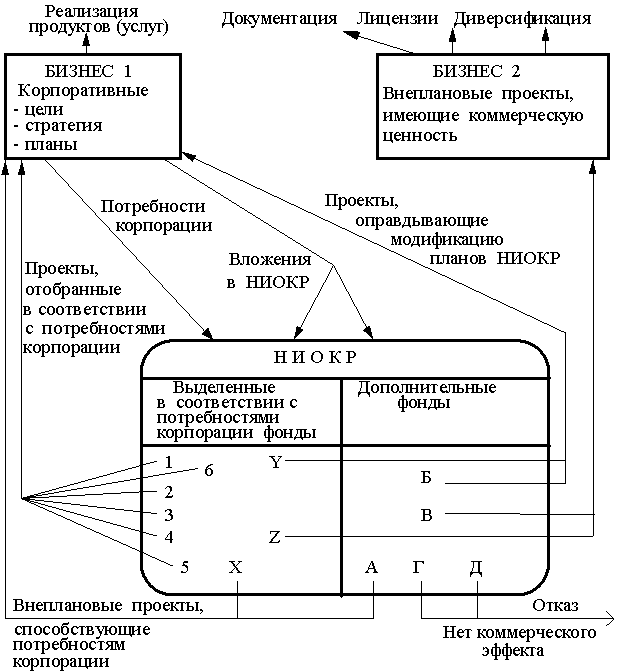 Реализация
продуктов (услуг)
Документация Лицензии Диверсификация
БИЗНЕС 1
Корпоративные
- цели
- стратегия
- планы
БИЗНЕС 2
Внеплановые проекты,
имеющие коммерческую
ценность
Потребности
корпорации
Проекты,
оправдывающие
модификацию
планов НИОКР
Вложения
в НИОКР
Проекты,
отобранные
в соответствии
с потребностями
корпорации
НИОКР
Выделенные
в соответствии с
потребностями
корпорации фонды
Дополнительные
фонды
1
6
Y
Б
2
3
В
4
Z
5
X
А
Г
Д
Внеплановые проекты,
способствующие
потребностям
корпорации
Отказ
Нет коммерческого
эффекта